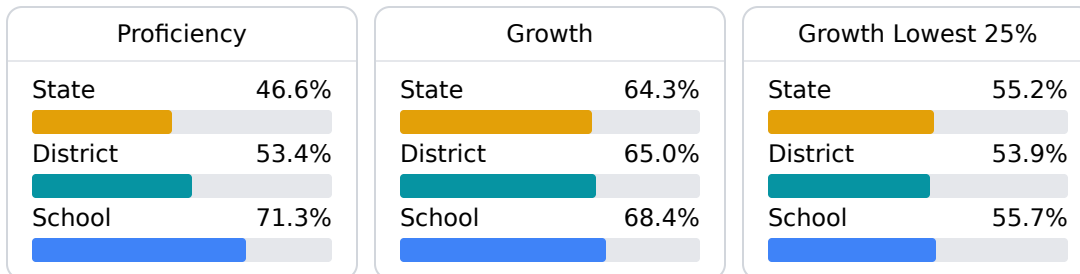 Proficiency
State 46.6%
District 53.4%
School 71.3%
Growth
State 64.3%
District 65.0%
School 68.4%
Growth Lowest 25%
State 55.2%
District 53.9%
School 55.7%